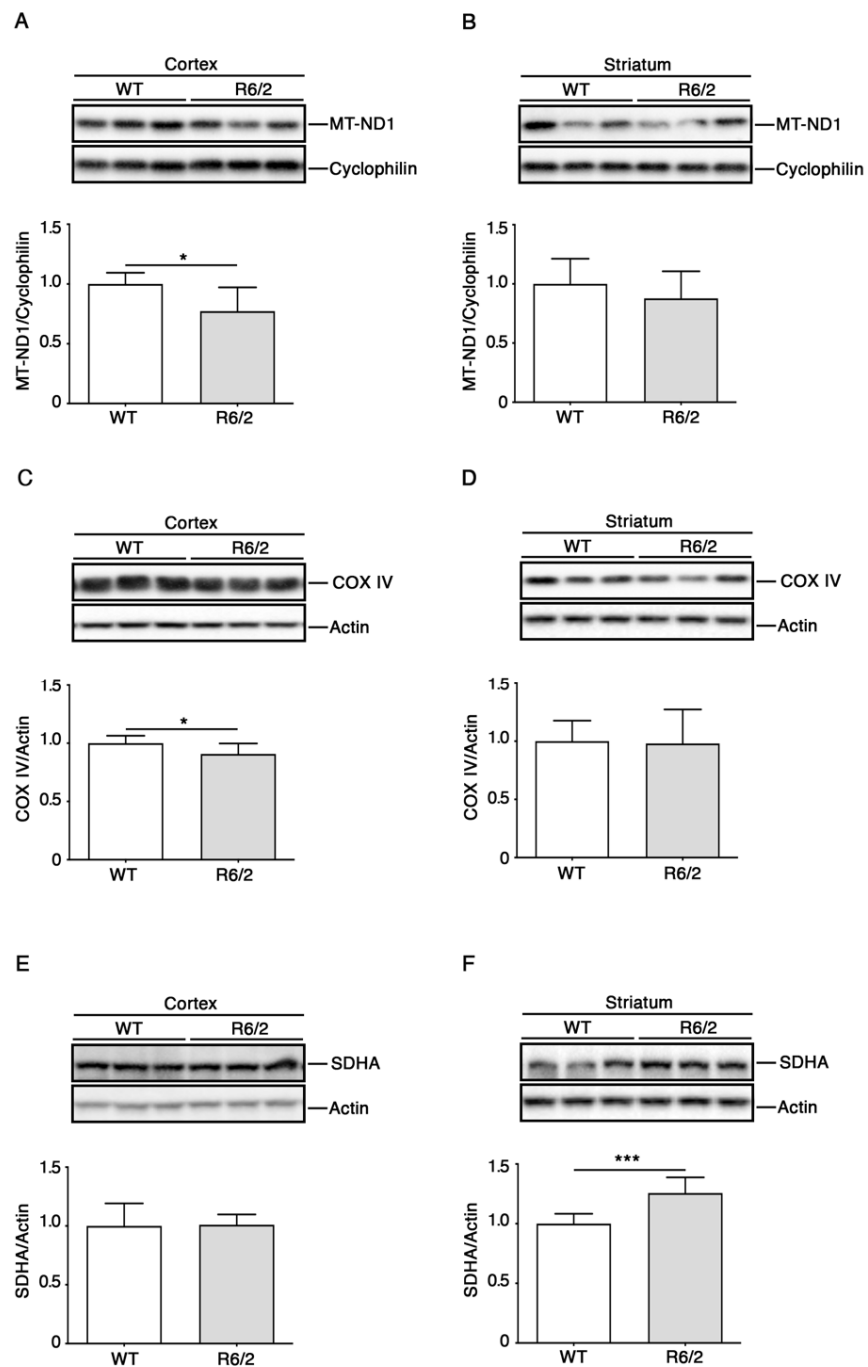 A
Cortex
WT R6/2
MT-ND1
Cyclophilin
MT-ND1/Cyclophilin
1.5
1.0
0.5
0
*
WT R6/2
B
Striatum
WT R6/2
MT-ND1
Cyclophilin
MT-ND1/Cyclophilin
1.5
1.0
0.5
0
WT R6/2
C
Cortex
WT R6/2
COX IV
Actin
COX IV/Actin
1.5
1.0
0.5
0
*
WT R6/2
D
Striatum
WT R6/2
COX IV
Actin
COX IV/Actin
1.5
1.0
0.5
0
WT R6/2
E
Cortex
WT R6/2
SDHA
Actin
SDHA/Actin
1.5
1.0
0.5
0
WT R6/2
F
Striatum
WT R6/2
SDHA
Actin
SDHA/Actin
1.5
1.0
0.5
0
***
WT R6/2